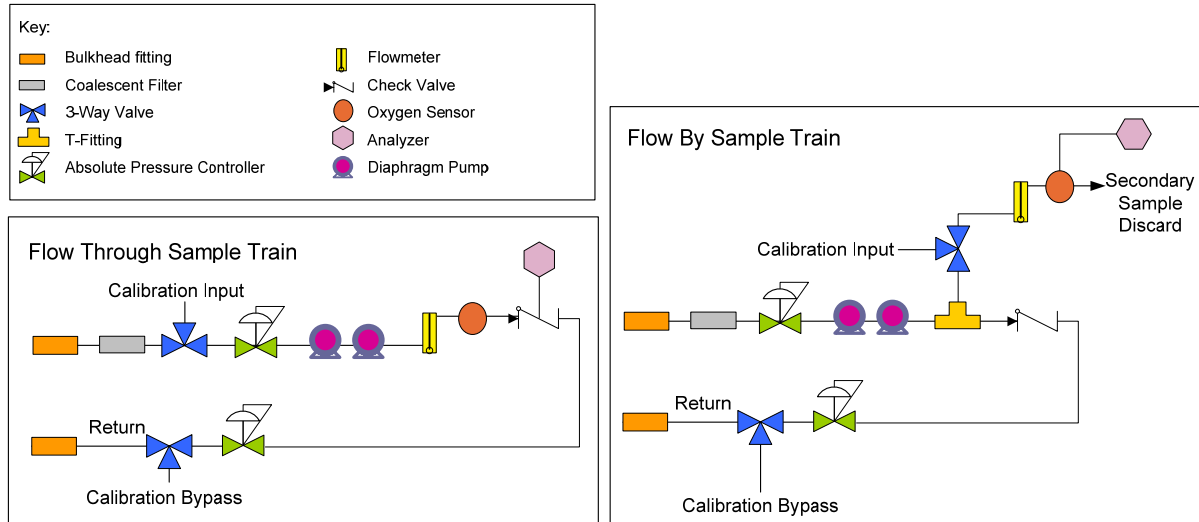 Key:
Bulkhead fitting
Coalescent Filter
3-Way Valve
T-Fitting
Absolute Pressure Controller
Flowmeter
Check Valve
Oxygen Sensor
Analyzer
Diaphragm Pump
Flow Through Sample Train
Calibration Input
Return
Calibration Bypass
Flow By Sample Train
Secondary
Sample
Discard
Calibration Input
Return
Calibration Bypass